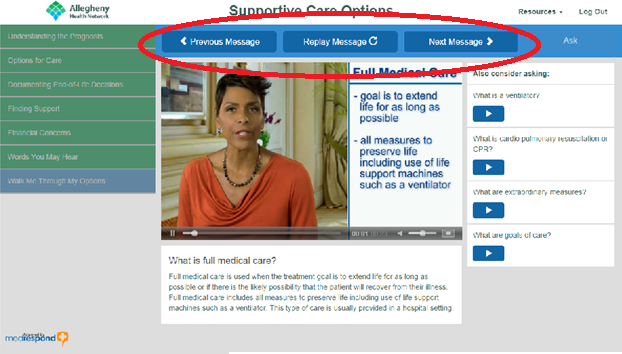 Allegheny
Health Network
Supportive Care Options
Resources
Log Out
Previous Message
Replay Message
Next Message
Ask
Understanding the Prognosis
Options for Care
Documenting End-of-Life Decisions
Finding Support
Financial Concerns
Words You May Hear
Walk Me Through My Options
Full Medical Care
- goal is to extend
life for as long as
possible
- all measures to
preserve life
including use of life
support machines
such as a ventilator
00:01
Also consider asking:
What is a ventilator?
What is cardio pulmonary resuscitation or
CPR?
What are extraordinary measures?
What are goals of care?
What is full medical care?
Full medical care is used when the treatment goal is to extend life for as long as
possible or if there is the likely possibility that the patient will recover from their illness.
Full medical care includes all measures to preserve life including use of life support
machines such as a ventilator. This type of care is usually provided in a hospital setting.
powered by
medrespond